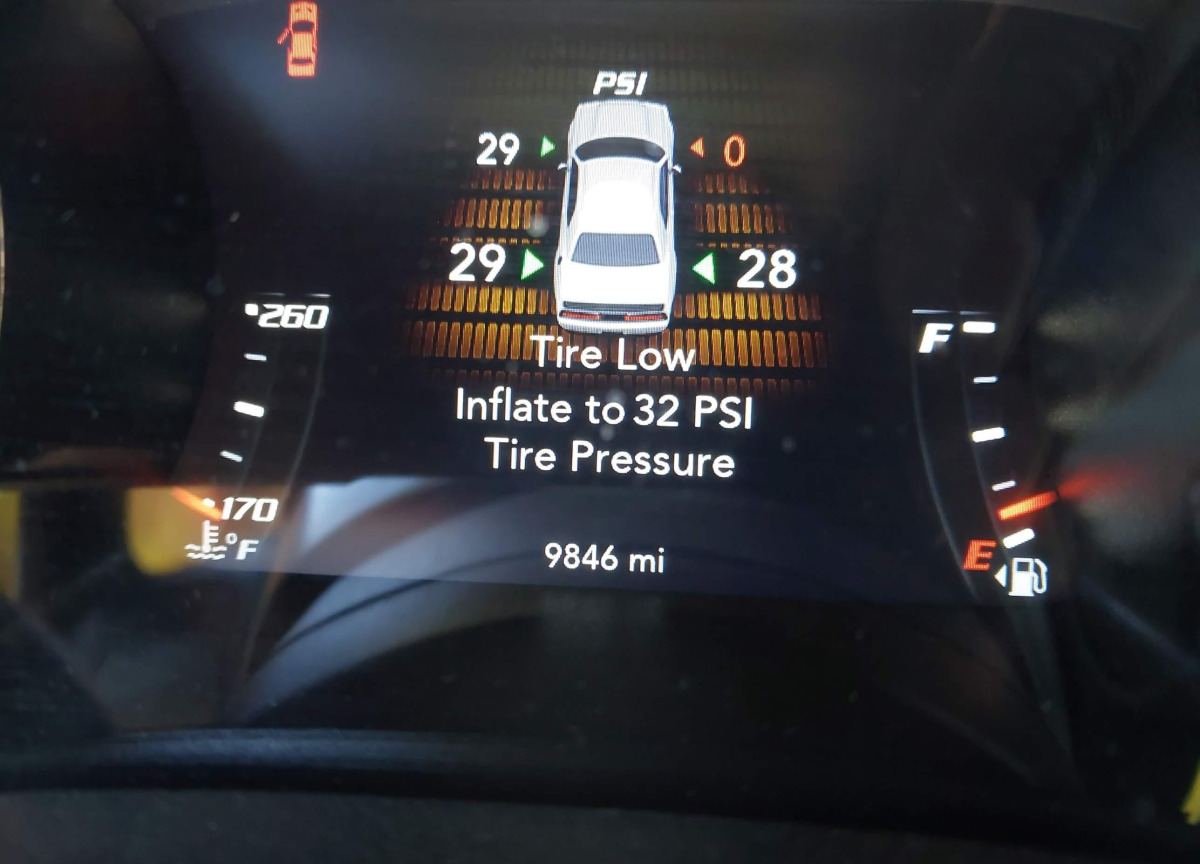 PSI
29 0
29 28
260 F
Tire Low
Inflate to 32 PSI
Tire Pressure
170
°F E
9846 mi